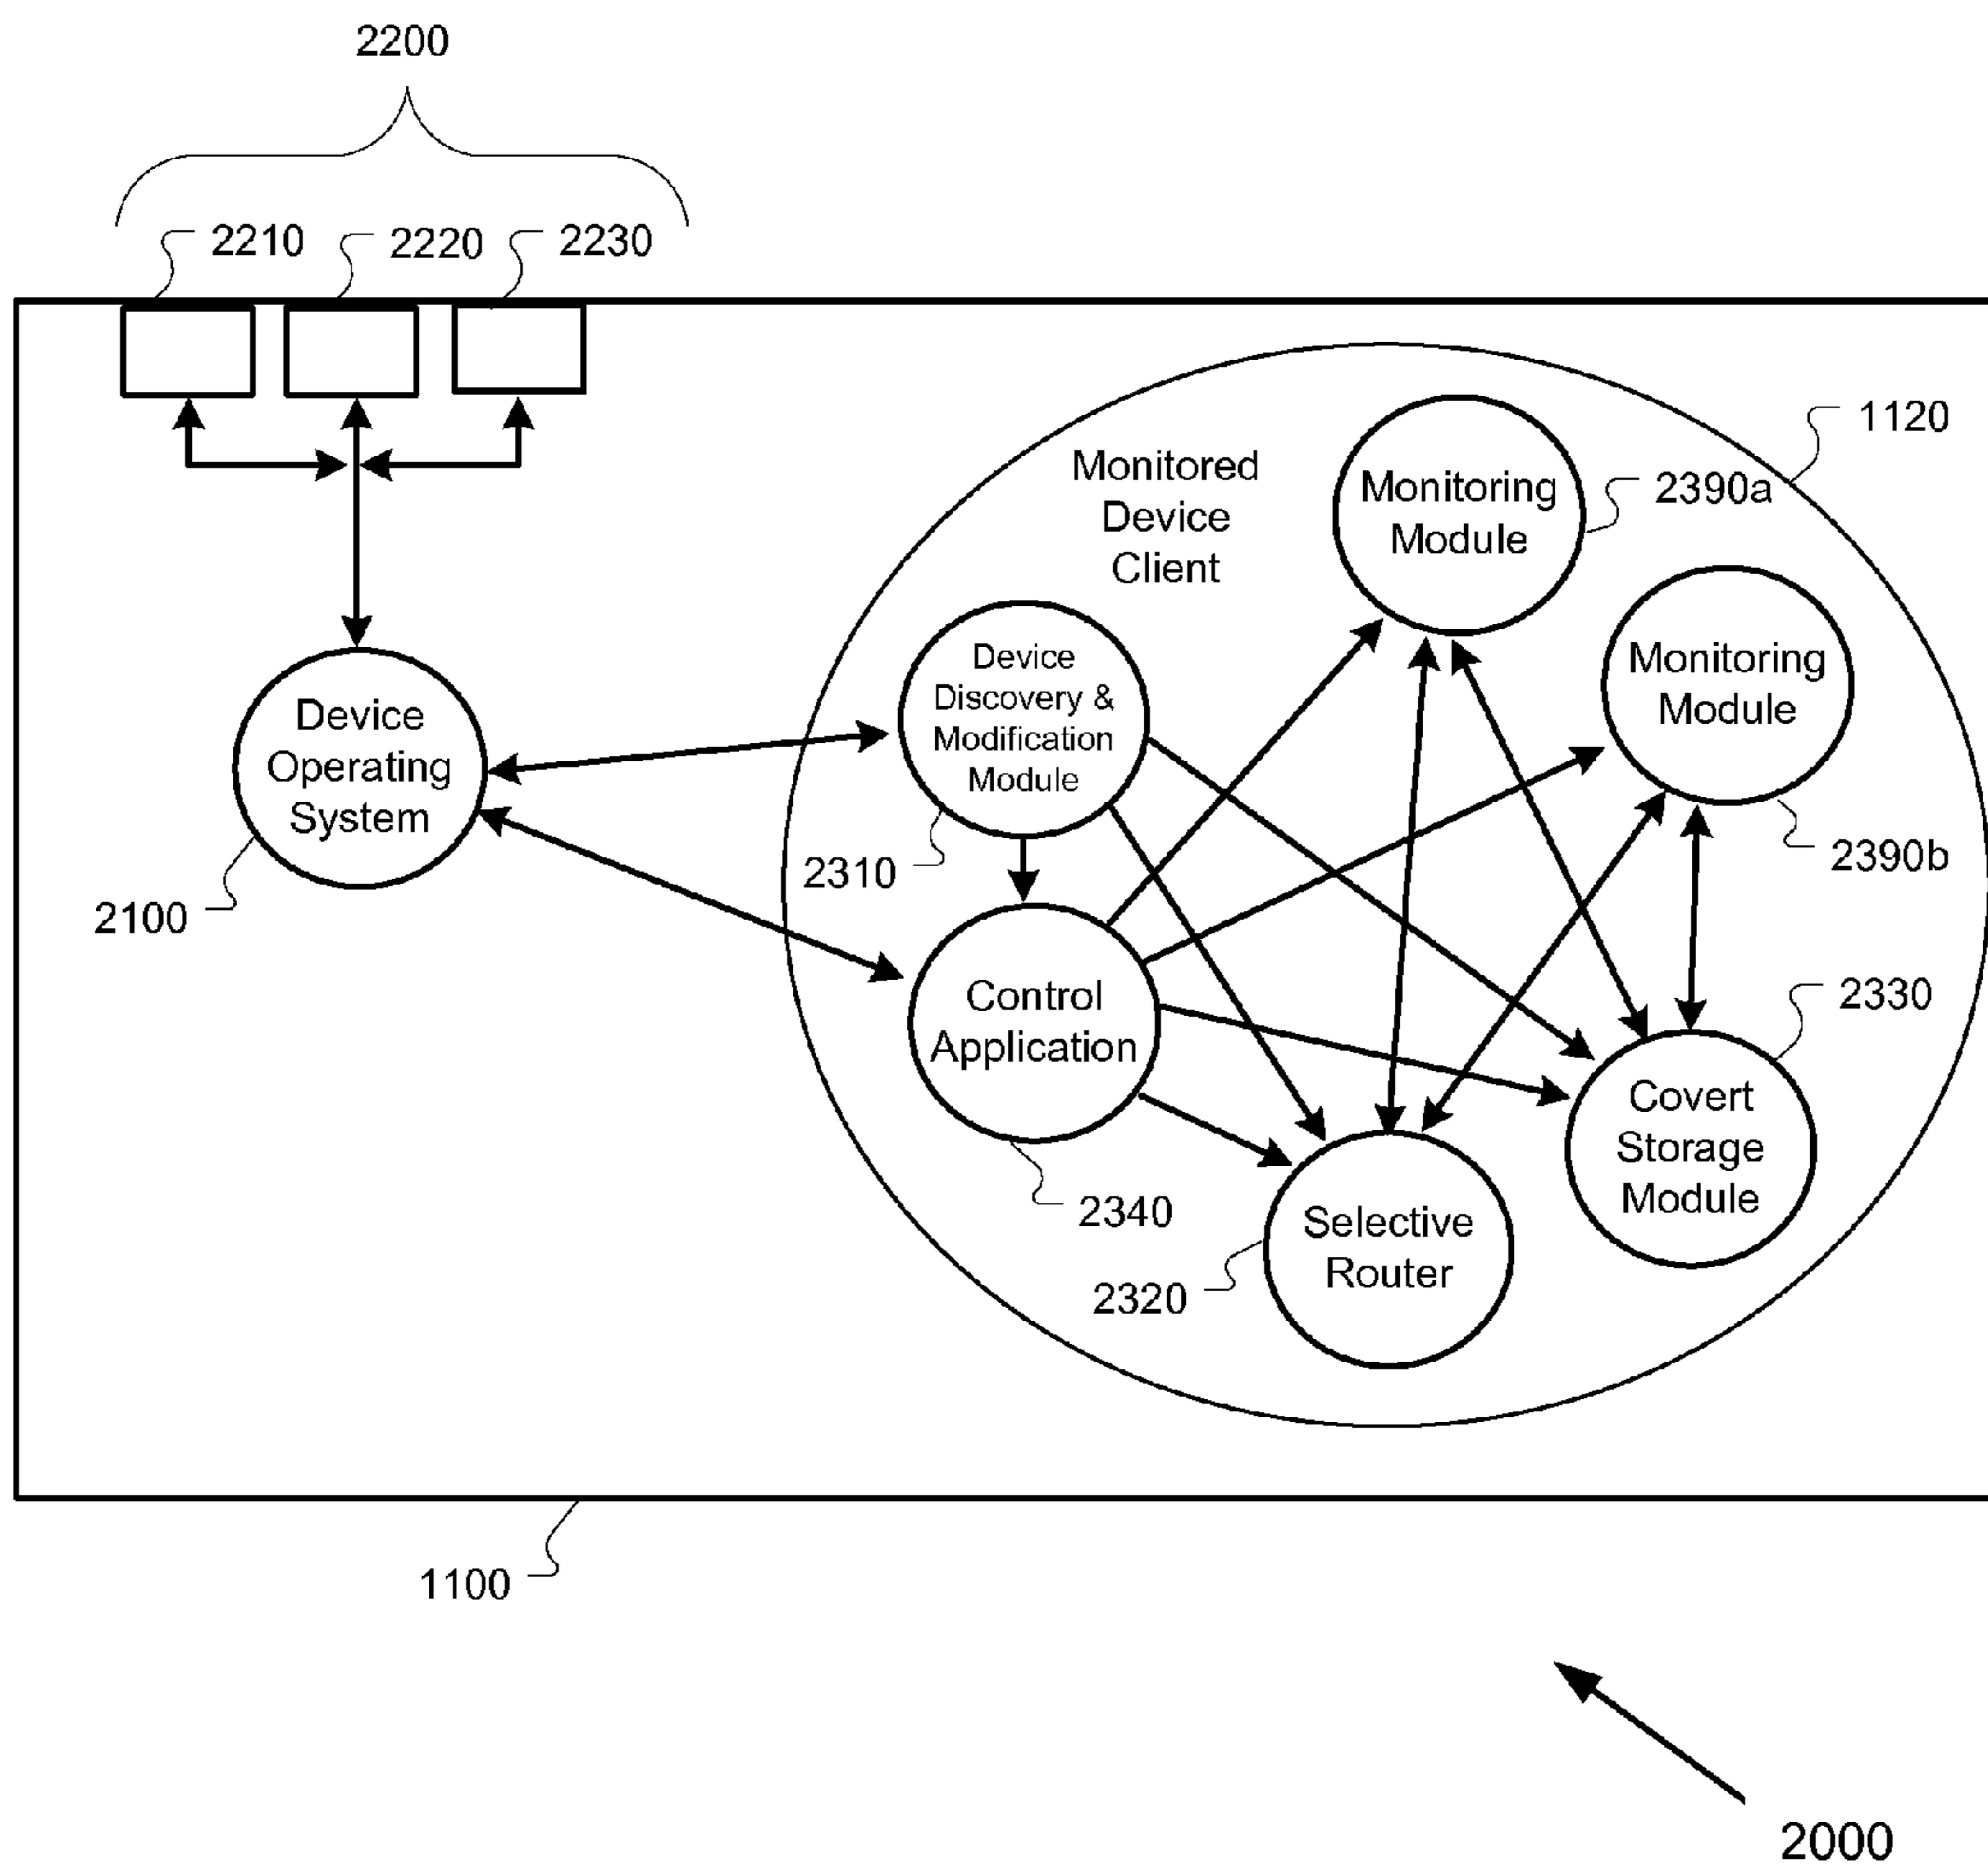 2200
2210
2220
2230
1120
Monitored
Device
Client
Monitoring
Module
2390a
Monitoring
Module
2390b
Device
Discovery &
Modification
Module
2310
Device
Operating
System
2100
Control
Application
2340
2330
Covert
Storage
Module
Selective
Router
2320
1100
2000